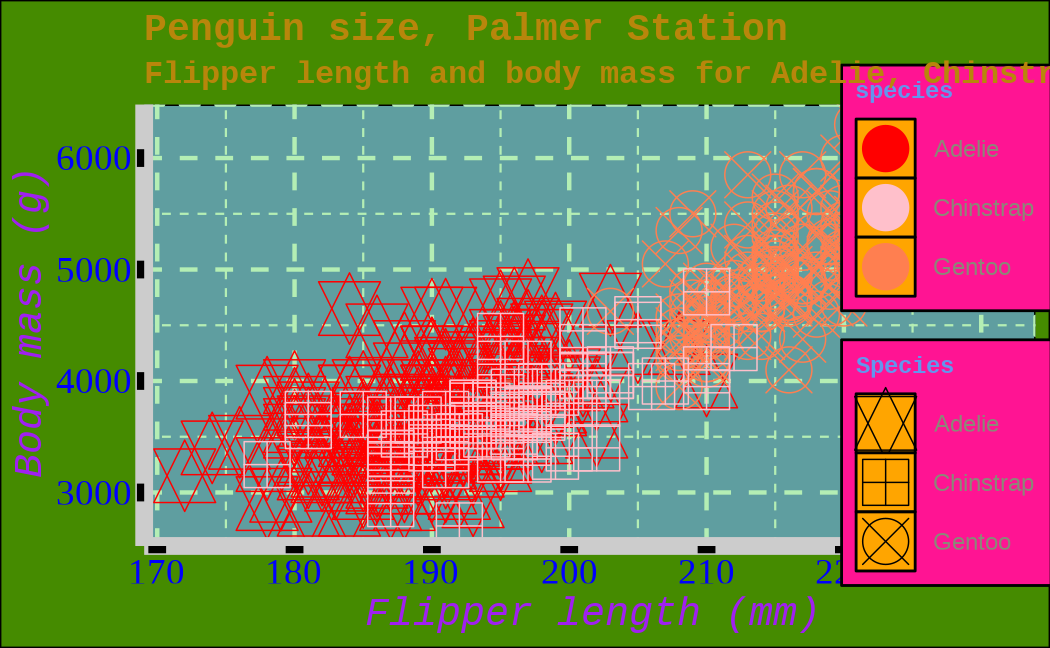 Penguin size, Palmer Station
Flipper length and body mass for Adelie, Chinstr
species
Adelie
Chinstrap
Gentoo
Species
Adelie
Chinstrap
Gentoo
Body mass (g)
6000
5000
4000
3000
170 180 190 200 210 22
Flipper length (mm)